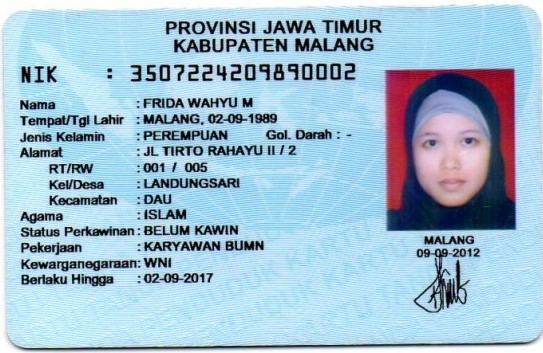 PROVINSI JAWA TIMUR
KABUPATEN MALANG
NIK : 3507224209890002
Nama : FRIDA WAHYU M
Tempat/Tgl Lahir : MALANG, 02-09-1989
Jenis Kelamin : PEREMPUAN Gol. Darah : -
Alamat : JL TIRTO RAHAYU II / 2
RT/RW : 001 / 005
Kel/Desa : LANDUNGSARI
Kecamatan : DAU
Agama : ISLAM
Status Perkawinan : BELUM KAWIN
Pekerjaan : KARYAWAN BUMN
Kewarganegaraan : WNI
Berlaku Hingga : 02-09-2017
MALANG
09-09-2012